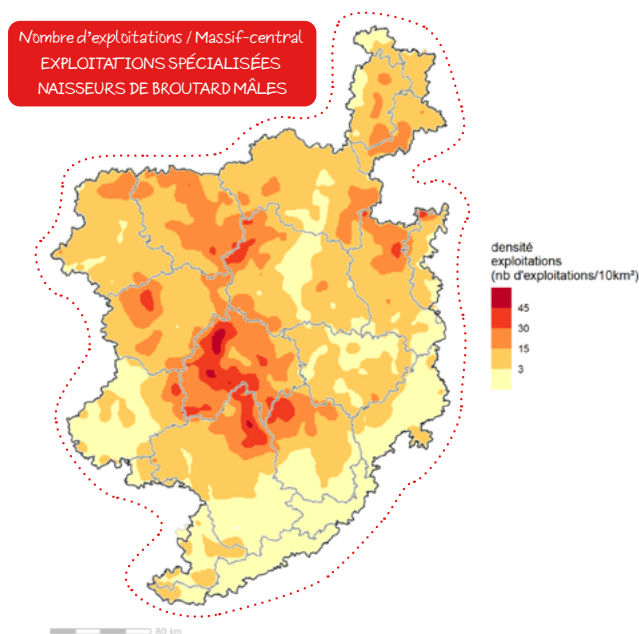 Nombre d'exploitations / Massif-central
EXPLOITATIONS SPÉCIALISÉES
NAISSEURS DE BROUTARD MÂLES
densité
exploitations
(nb d'exploitations/10km²)
45
30
15
3
80 km